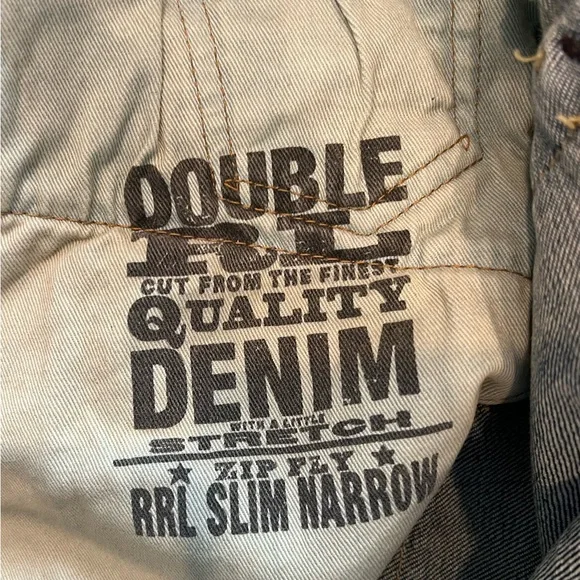 DOUBLE
RL
CUT FROM THE FINEST
QUALITY
DENIM
WITH A LITTLE
STRETCH
ZIP FLY
RRL SLIM NARROW